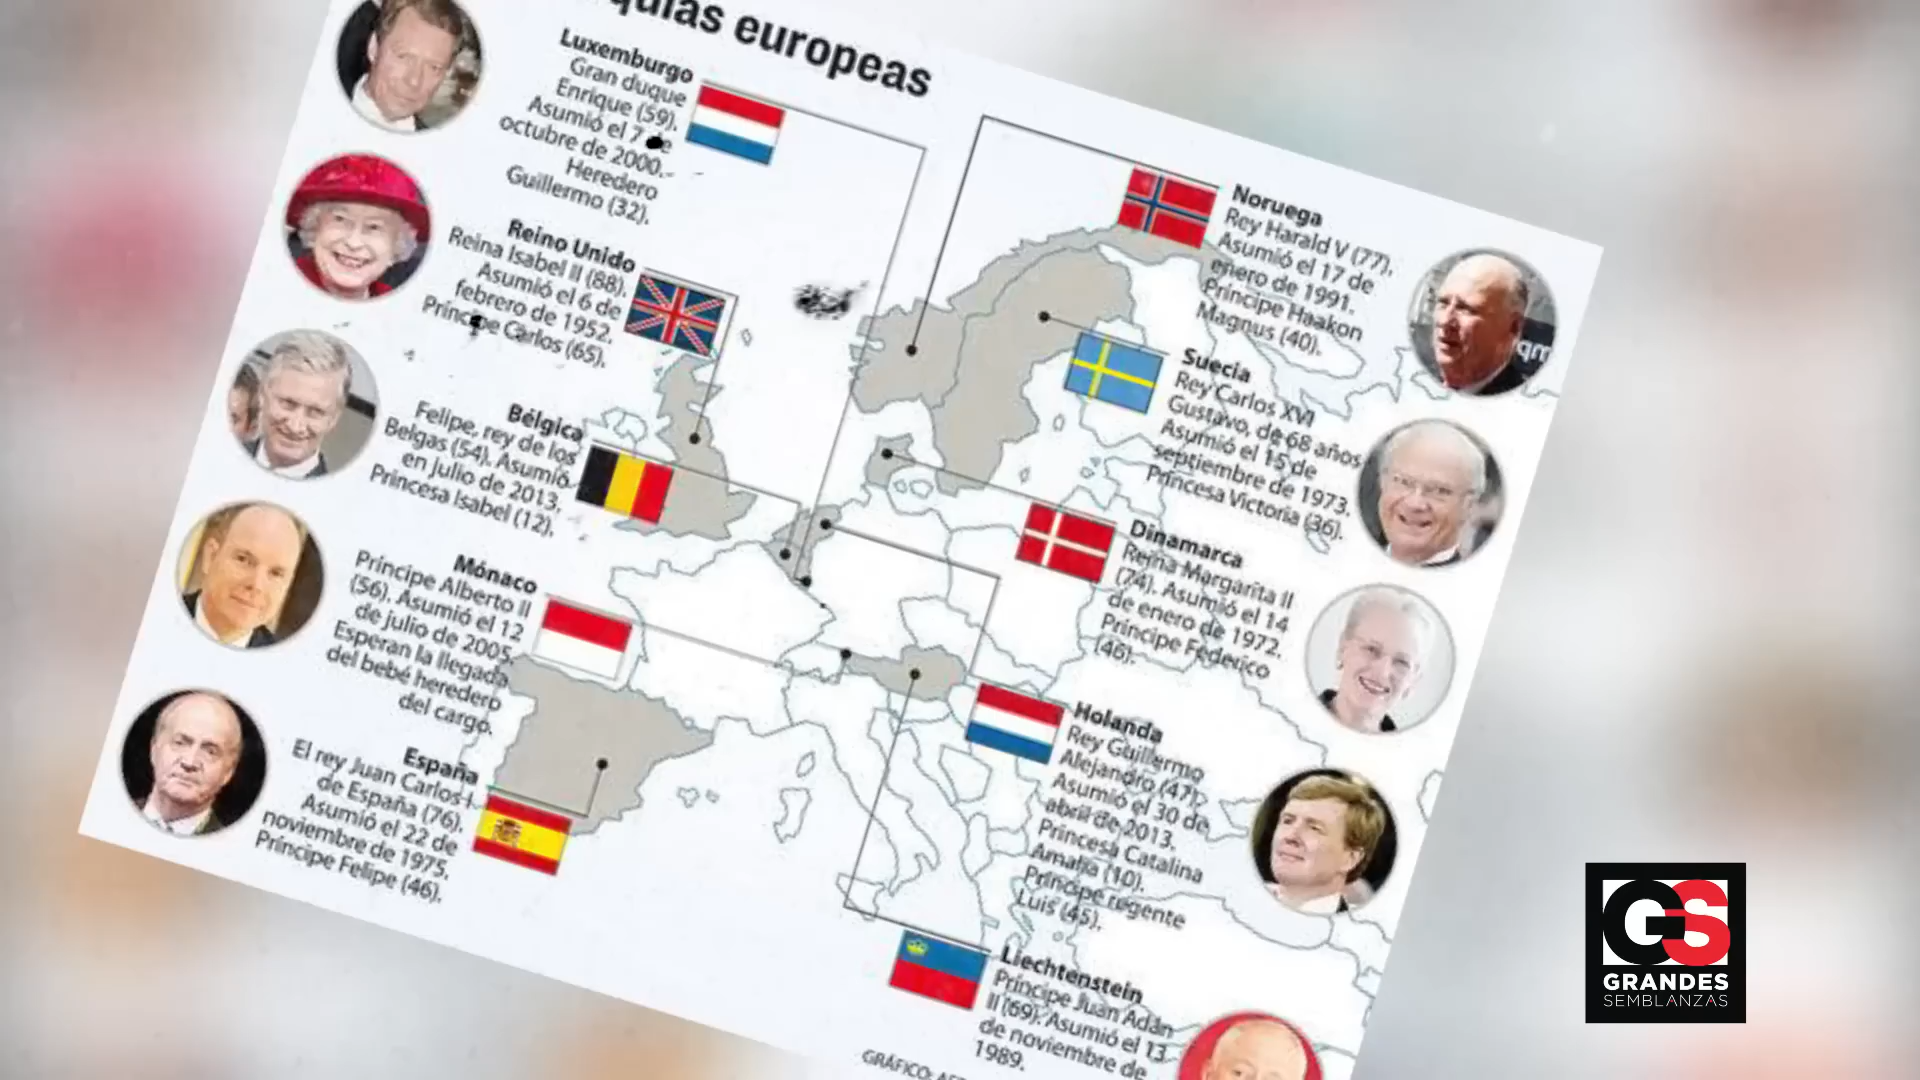 quías europeas
Luxemburgo
Gran duque
Enrique (59).
Asumió el 7 de
octubre de 2000.
Heredero
Guillermo (32).
Reino Unido
Reina Isabel II (88).
Asumió el 6 de
febrero de 1952.
Príncipe Carlos (65).
Bélgica
Felipe, rey de los
Belgas (54). Asumió
en julio de 2013.
Princesa Isabel (12).
Mónaco
Príncipe Alberto II
(56). Asumió el 12
de julio de 2005.
Esperan la llegada
del bebé heredero
del cargo.
España
El rey Juan Carlos I
de España (76).
Asumió el 22 de
noviembre de 1975.
Príncipe Felipe (46).
Noruega
Rey Harald V (77).
Asumió el 17 de
enero de 1991.
Príncipe Haakon
Magnus (40).
Suecia
Rey Carlos XVI
Gustavo, de 68 años
Asumió el 15 de
septiembre de 1973.
Princesa Victoria (36).
Dinamarca
Reina Margarita II
(74). Asumió el 14
de enero de 1972.
Príncipe Federico
(46).
Holanda
Rey Guillermo
Alejandro (47).
Asumió el 30 de
abril de 2013.
Princesa Catalina
Amalia (10).
Príncipe regente
Luis (45).
Liechtenstein
Príncipe Juan Adán
II (69). Asumió el 13
de noviembre de
1989.
GRÁFICO:
GS
GRANDES
SEMBLANZAS